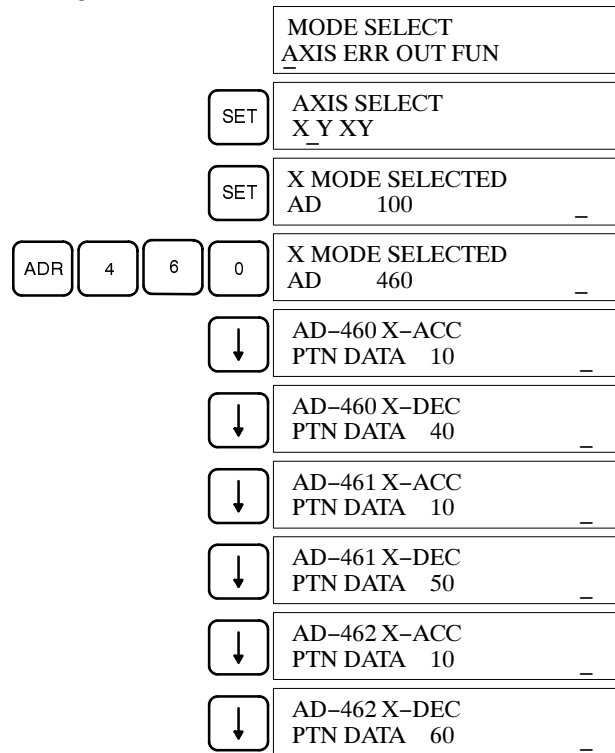 MODE SELECT
AXIS ERR OUT FUN
SET
AXIS SELECT
X_Y XY
SET
X MODE SELECTED
AD 100 _
ADR 4 6 0
X MODE SELECTED
AD 460 _
↓
AD−460 X−ACC
PTN DATA 10 _
↓
AD−460 X−DEC
PTN DATA 40 _
↓
AD−461 X−ACC
PTN DATA 10 _
↓
AD−461 X−DEC
PTN DATA 50 _
↓
AD−462 X−ACC
PTN DATA 10 _
↓
AD−462 X−DEC
PTN DATA 60 _